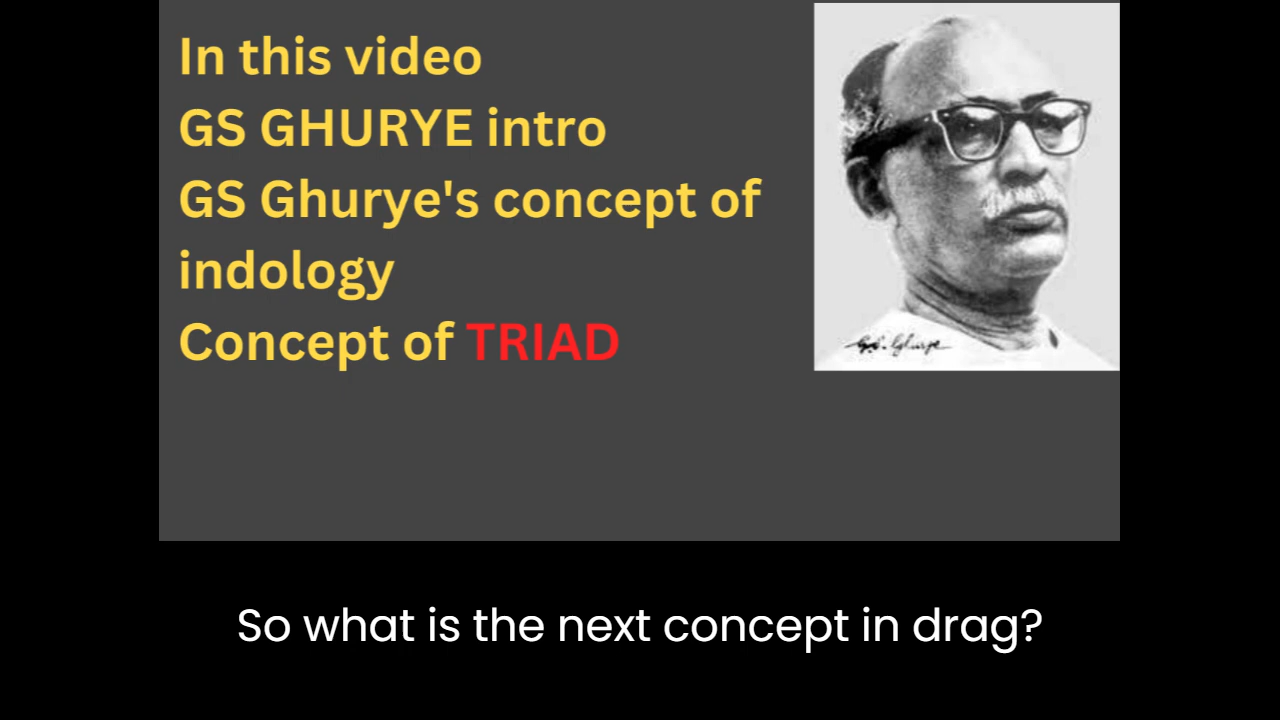 In this video
GS GHURYE intro
GS Ghurye's concept of
indology
Concept of TRIAD
G.S. Ghurye
So what is the next concept in drag?